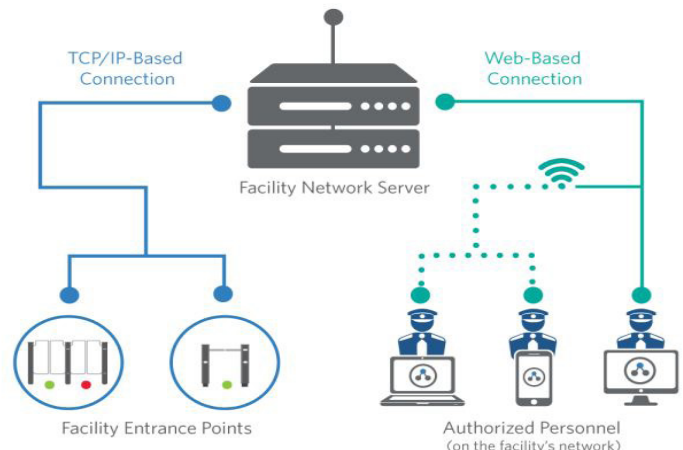 TCP/IP-Based
Connection
Web-Based
Connection
Facility Network Server
Facility Entrance Points
Authorized Personnel
(on the facility's network)